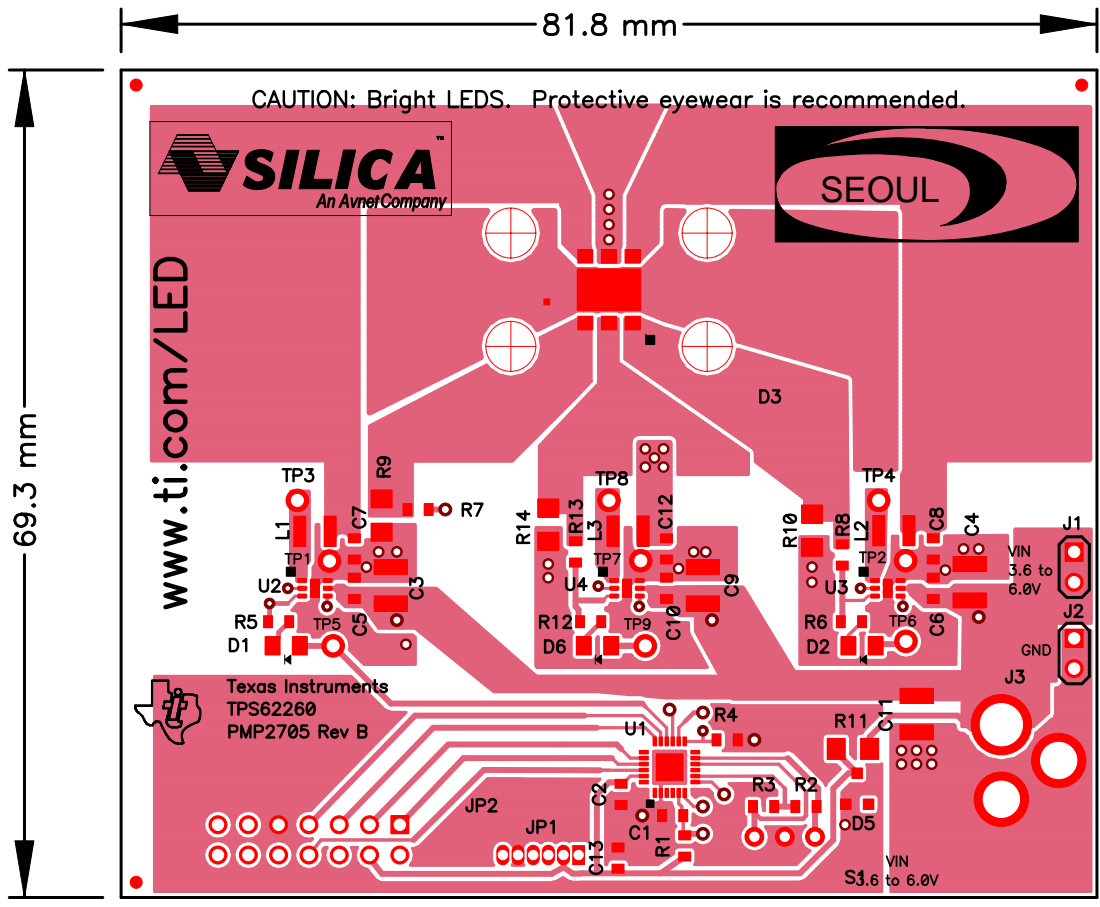 81.8 mm
CAUTION: Bright LEDS. Protective eyewear is recommended.
SILICA™
An Avnet Company
SEOUL
69.3 mm
www.ti.com/LED
D3
TP3
R9
TP8
TP4
L1
C7
R7
R14
R13
L3
C12
R10
R8
L2
C8
C4
J1
TP1
TP7
TP2
VIN
3.6 to
6.0V
U2
C3
U4
C9
U3
J2
R5
C5
TP5
R12
C10
TP9
R6
C6
TP6
D1
D6
D2
GND
J3
Texas Instruments
TPS62260
PMP2705 Rev B
U1
R4
R11
C11
C2
R3
R2
JP2
JP1
C1
R1
D5
C13
VIN
S1
3.6 to 6.0V